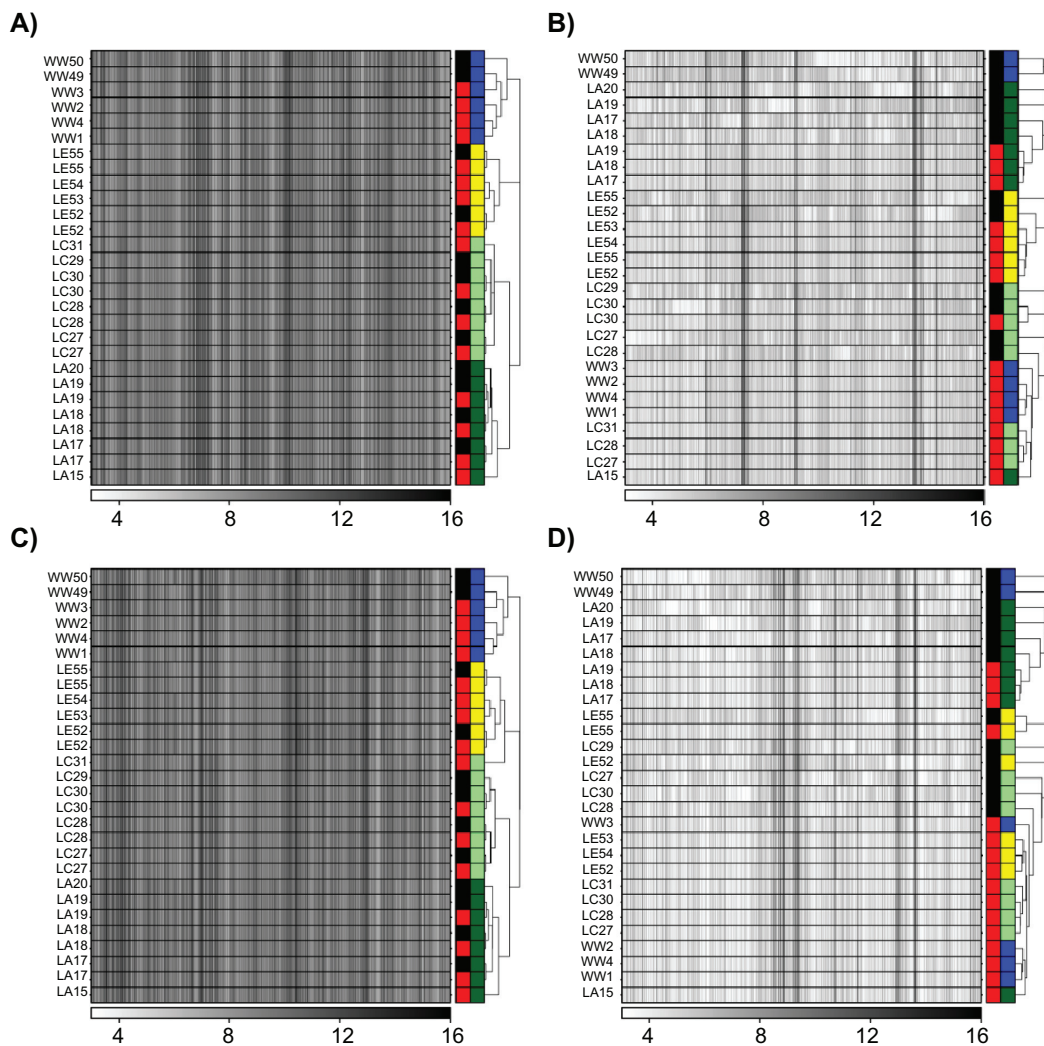 A)
WW50
WW49
WW3
WW2
WW4
WW1
LE55
LE55
LE54
LE53
LE52
LE52
LC31
LC29
LC30
LC30
LC28
LC28
LC27
LC27
LA20
LA19
LA19
LA18
LA18
LA17
LA17
LA15
4 8 12 16
B)
WW50
WW49
LA20
LA19
LA17
LA18
LA19
LA18
LA17
LE55
LE52
LE53
LE54
LE55
LE52
LC29
LC30
LC30
LC27
LC28
WW3
WW2
WW4
WW1
LC31
LC28
LC27
LA15
4 8 12 16
C)
WW50
WW49
WW3
WW2
WW4
WW1
LE55
LE55
LE54
LE53
LE52
LE52
LC31
LC29
LC30
LC30
LC28
LC28
LC27
LC27
LA20
LA19
LA19
LA18
LA18
LA17
LA17
LA15
4 8 12 16
D)
WW50
WW49
LA20
LA19
LA17
LA18
LA19
LA18
LA17
LE55
LE55
LC29
LE52
LC27
LC30
LC28
WW3
LE53
LE54
LE52
LC31
LC30
LC28
LC27
WW2
WW4
WW1
LA15
4 8 12 16